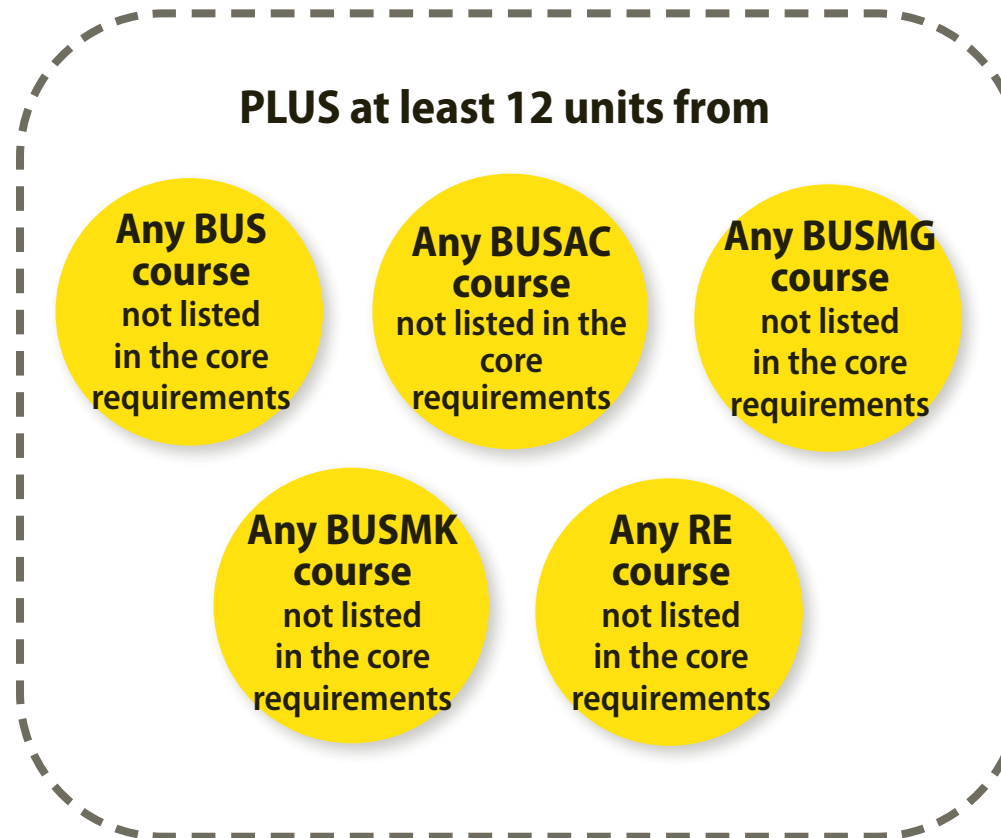 PLUS at least 12 units from
Any BUS
course
not listed
in the core
requirements
Any BUSAC
course
not listed in the
core
requirements
Any BUSMG
course
not listed
in the core
requirements
Any BUSMK
course
not listed
in the core
requirements
Any RE
course
not listed
in the core
requirements